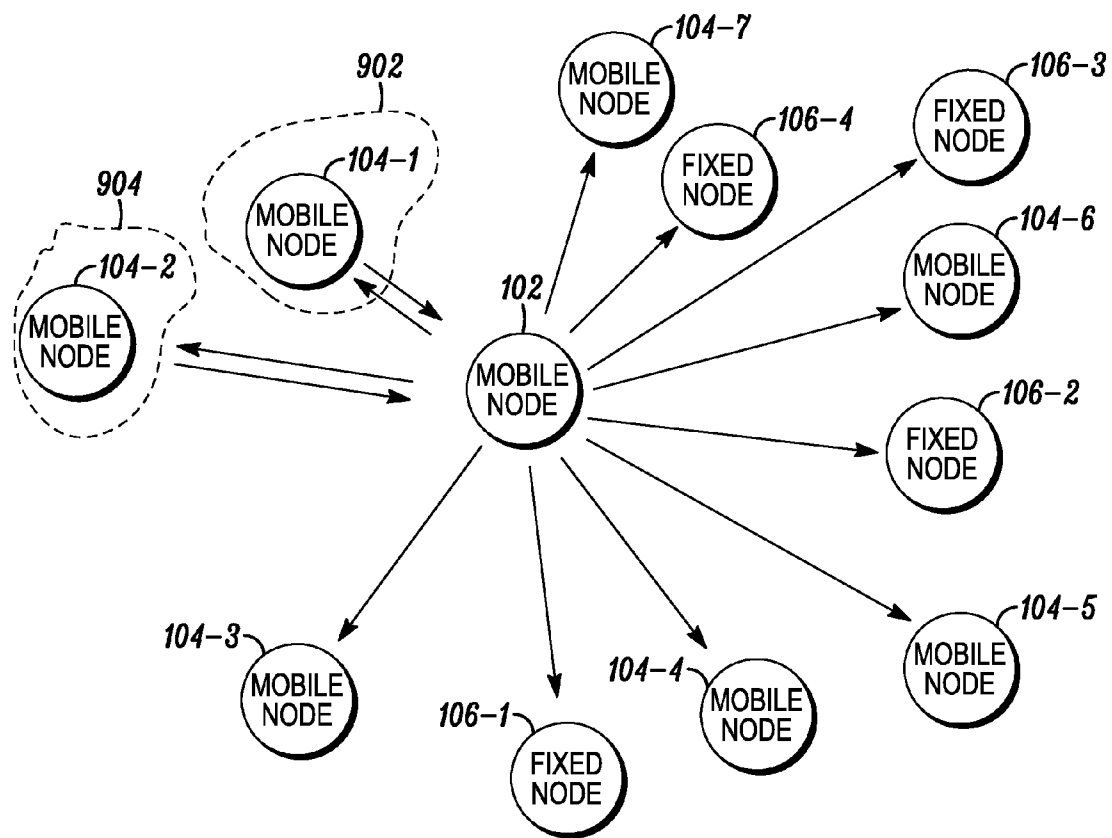 104-7
MOBILE
NODE
902
106-3
FIXED
NODE
106-4
FIXED
NODE
104-1
MOBILE
NODE
904
104-6
MOBILE
NODE
104-2
MOBILE
NODE
102
MOBILE
NODE
106-2
FIXED
NODE
104-3
MOBILE
NODE
104-5
MOBILE
NODE
104-4
MOBILE
NODE
106-1
FIXED
NODE